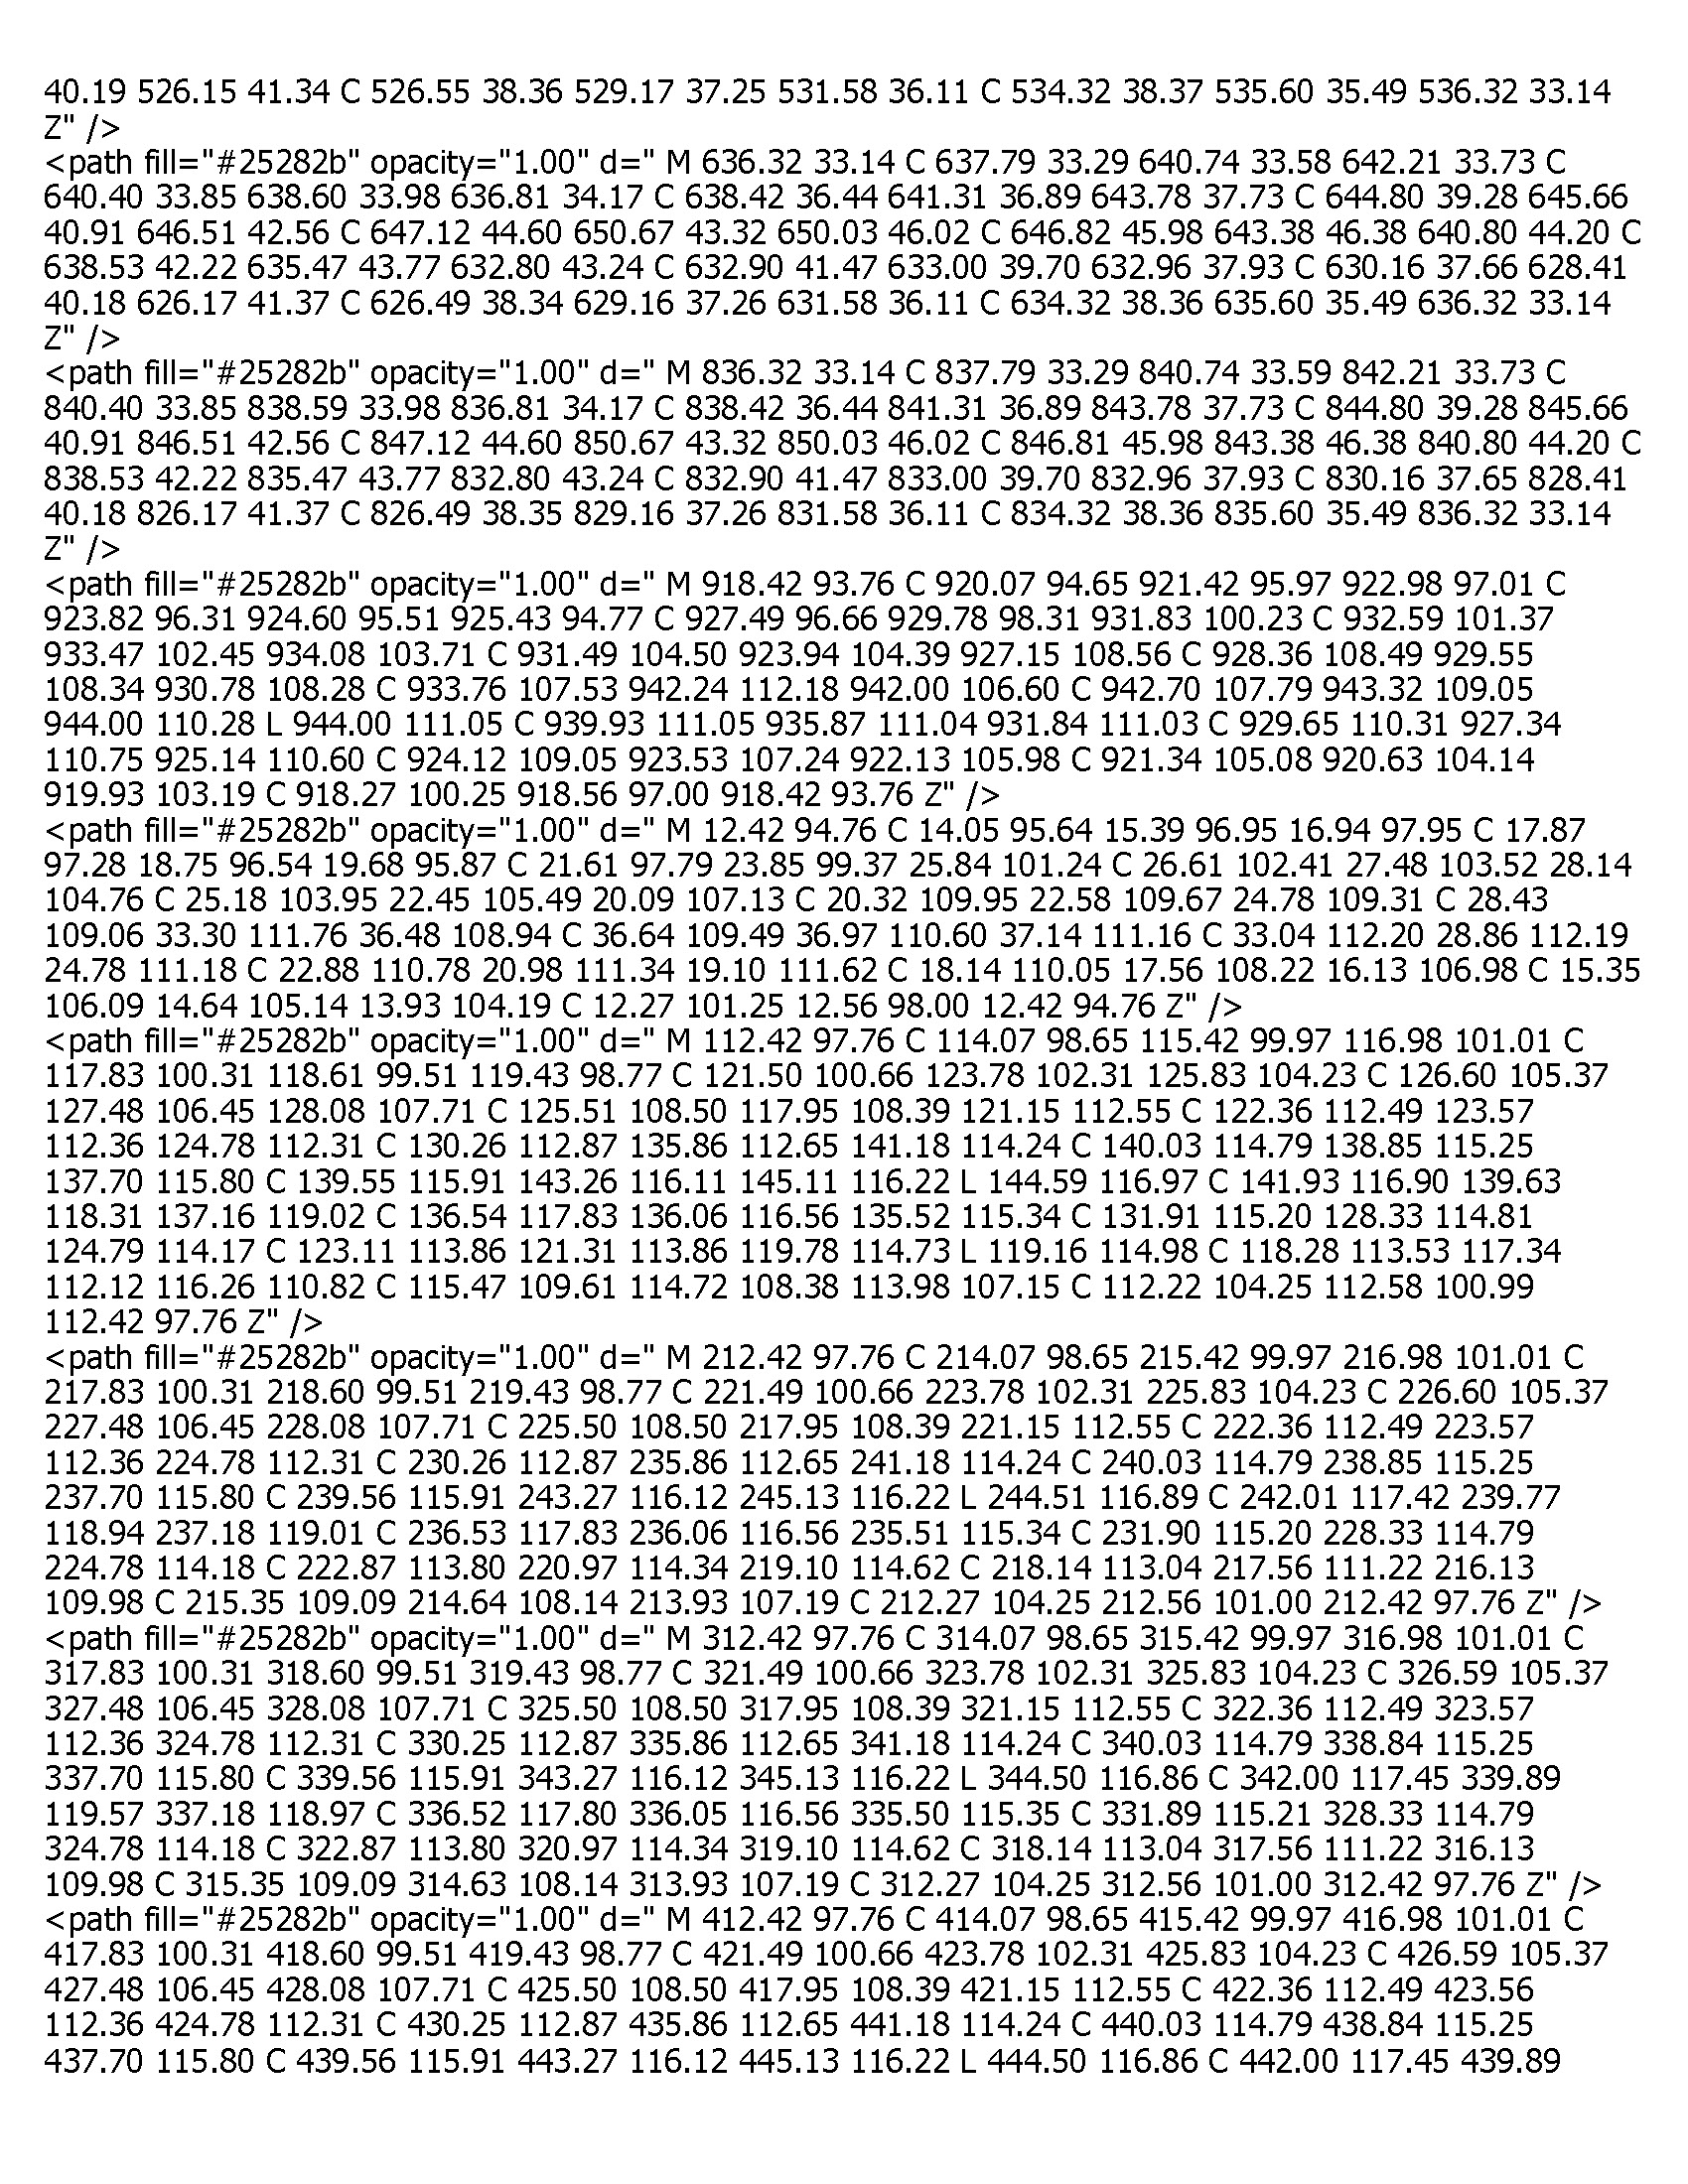 40.19 526.15 41.34 C 526.55 38.36 529.17 37.25 531.58 36.11 C 534.32 38.37 535.60 35.49 536.32 33.14
Z" />
<path fill="#25282b" opacity="1.00" d=" M 636.32 33.14 C 637.79 33.29 640.74 33.58 642.21 33.73 C
640.40 33.85 638.60 33.98 636.81 34.17 C 638.42 36.44 641.31 36.89 643.78 37.73 C 644.80 39.28 645.66
40.91 646.51 42.56 C 647.12 44.60 650.67 43.32 650.03 46.02 C 646.82 45.98 643.38 46.38 640.80 44.20 C
638.53 42.22 635.47 43.77 632.80 43.24 C 632.90 41.47 633.00 39.70 632.96 37.93 C 630.16 37.66 628.41
40.18 626.17 41.37 C 626.49 38.34 629.16 37.26 631.58 36.11 C 634.32 38.36 635.60 35.49 636.32 33.14
Z" />
<path fill="#25282b" opacity="1.00" d=" M 836.32 33.14 C 837.79 33.29 840.74 33.59 842.21 33.73 C
840.40 33.85 838.59 33.98 836.81 34.17 C 838.42 36.44 841.31 36.89 843.78 37.73 C 844.80 39.28 845.66
40.91 846.51 42.56 C 847.12 44.60 850.67 43.32 850.03 46.02 C 846.81 45.98 843.38 46.38 840.80 44.20 C
838.53 42.22 835.47 43.77 832.80 43.24 C 832.90 41.47 833.00 39.70 832.96 37.93 C 830.16 37.65 828.41
40.18 826.17 41.37 C 826.49 38.35 829.16 37.26 831.58 36.11 C 834.32 38.36 835.60 35.49 836.32 33.14
Z" />
<path fill="#25282b" opacity="1.00" d=" M 918.42 93.76 C 920.07 94.65 921.42 95.97 922.98 97.01 C
923.82 96.31 924.60 95.51 925.43 94.77 C 927.49 96.66 929.78 98.31 931.83 100.23 C 932.59 101.37
933.47 102.45 934.08 103.71 C 931.49 104.50 923.94 104.39 927.15 108.56 C 928.36 108.49 929.55
108.34 930.78 108.28 C 933.76 107.53 942.24 112.18 942.00 106.60 C 942.70 107.79 943.32 109.05
944.00 110.28 L 944.00 111.05 C 939.93 111.05 935.87 111.04 931.84 111.03 C 929.65 110.31 927.34
110.75 925.14 110.60 C 924.12 109.05 923.53 107.24 922.13 105.98 C 921.34 105.08 920.63 104.14
919.93 103.19 C 918.27 100.25 918.56 97.00 918.42 93.76 Z" />
<path fill="#25282b" opacity="1.00" d=" M 12.42 94.76 C 14.05 95.64 15.39 96.95 16.94 97.95 C 17.87
97.28 18.75 96.54 19.68 95.87 C 21.61 97.79 23.85 99.37 25.84 101.24 C 26.61 102.41 27.48 103.52 28.14
104.76 C 25.18 103.95 22.45 105.49 20.09 107.13 C 20.32 109.95 22.58 109.67 24.78 109.31 C 28.43
109.06 33.30 111.76 36.48 108.94 C 36.64 109.49 36.97 110.60 37.14 111.16 C 33.04 112.20 28.86 112.19
24.78 111.18 C 22.88 110.78 20.98 111.34 19.10 111.62 C 18.14 110.05 17.56 108.22 16.13 106.98 C 15.35
106.09 14.64 105.14 13.93 104.19 C 12.27 101.25 12.56 98.00 12.42 94.76 Z" />
<path fill="#25282b" opacity="1.00" d=" M 112.42 97.76 C 114.07 98.65 115.42 99.97 116.98 101.01 C
117.83 100.31 118.61 99.51 119.43 98.77 C 121.50 100.66 123.78 102.31 125.83 104.23 C 126.60 105.37
127.48 106.45 128.08 107.71 C 125.51 108.50 117.95 108.39 121.15 112.55 C 122.36 112.49 123.57
112.36 124.78 112.31 C 130.26 112.87 135.86 112.65 141.18 114.24 C 140.03 114.79 138.85 115.25
137.70 115.80 C 139.55 115.91 143.26 116.11 145.11 116.22 L 144.59 116.97 C 141.93 116.90 139.63
118.31 137.16 119.02 C 136.54 117.83 136.06 116.56 135.52 115.34 C 131.91 115.20 128.33 114.81
124.79 114.17 C 123.11 113.86 121.31 113.86 119.78 114.73 L 119.16 114.98 C 118.28 113.53 117.34
112.12 116.26 110.82 C 115.47 109.61 114.72 108.38 113.98 107.15 C 112.22 104.25 112.58 100.99
112.42 97.76 Z" />
<path fill="#25282b" opacity="1.00" d=" M 212.42 97.76 C 214.07 98.65 215.42 99.97 216.98 101.01 C
217.83 100.31 218.60 99.51 219.43 98.77 C 221.49 100.66 223.78 102.31 225.83 104.23 C 226.60 105.37
227.48 106.45 228.08 107.71 C 225.50 108.50 217.95 108.39 221.15 112.55 C 222.36 112.49 223.57
112.36 224.78 112.31 C 230.26 112.87 235.86 112.65 241.18 114.24 C 240.03 114.79 238.85 115.25
237.70 115.80 C 239.56 115.91 243.27 116.12 245.13 116.22 L 244.51 116.89 C 242.01 117.42 239.77
118.94 237.18 119.01 C 236.53 117.83 236.06 116.56 235.51 115.34 C 231.90 115.20 228.33 114.79
224.78 114.18 C 222.87 113.80 220.97 114.34 219.10 114.62 C 218.14 113.04 217.56 111.22 216.13
109.98 C 215.35 109.09 214.64 108.14 213.93 107.19 C 212.27 104.25 212.56 101.00 212.42 97.76 Z" />
<path fill="#25282b" opacity="1.00" d=" M 312.42 97.76 C 314.07 98.65 315.42 99.97 316.98 101.01 C
317.83 100.31 318.60 99.51 319.43 98.77 C 321.49 100.66 323.78 102.31 325.83 104.23 C 326.59 105.37
327.48 106.45 328.08 107.71 C 325.50 108.50 317.95 108.39 321.15 112.55 C 322.36 112.49 323.57
112.36 324.78 112.31 C 330.25 112.87 335.86 112.65 341.18 114.24 C 340.03 114.79 338.84 115.25
337.70 115.80 C 339.56 115.91 343.27 116.12 345.13 116.22 L 344.50 116.86 C 342.00 117.45 339.89
119.57 337.18 118.97 C 336.52 117.80 336.05 116.56 335.50 115.35 C 331.89 115.21 328.33 114.79
324.78 114.18 C 322.87 113.80 320.97 114.34 319.10 114.62 C 318.14 113.04 317.56 111.22 316.13
109.98 C 315.35 109.09 314.63 108.14 313.93 107.19 C 312.27 104.25 312.56 101.00 312.42 97.76 Z" />
<path fill="#25282b" opacity="1.00" d=" M 412.42 97.76 C 414.07 98.65 415.42 99.97 416.98 101.01 C
417.83 100.31 418.60 99.51 419.43 98.77 C 421.49 100.66 423.78 102.31 425.83 104.23 C 426.59 105.37
427.48 106.45 428.08 107.71 C 425.50 108.50 417.95 108.39 421.15 112.55 C 422.36 112.49 423.56
112.36 424.78 112.31 C 430.25 112.87 435.86 112.65 441.18 114.24 C 440.03 114.79 438.84 115.25
437.70 115.80 C 439.56 115.91 443.27 116.12 445.13 116.22 L 444.50 116.86 C 442.00 117.45 439.89